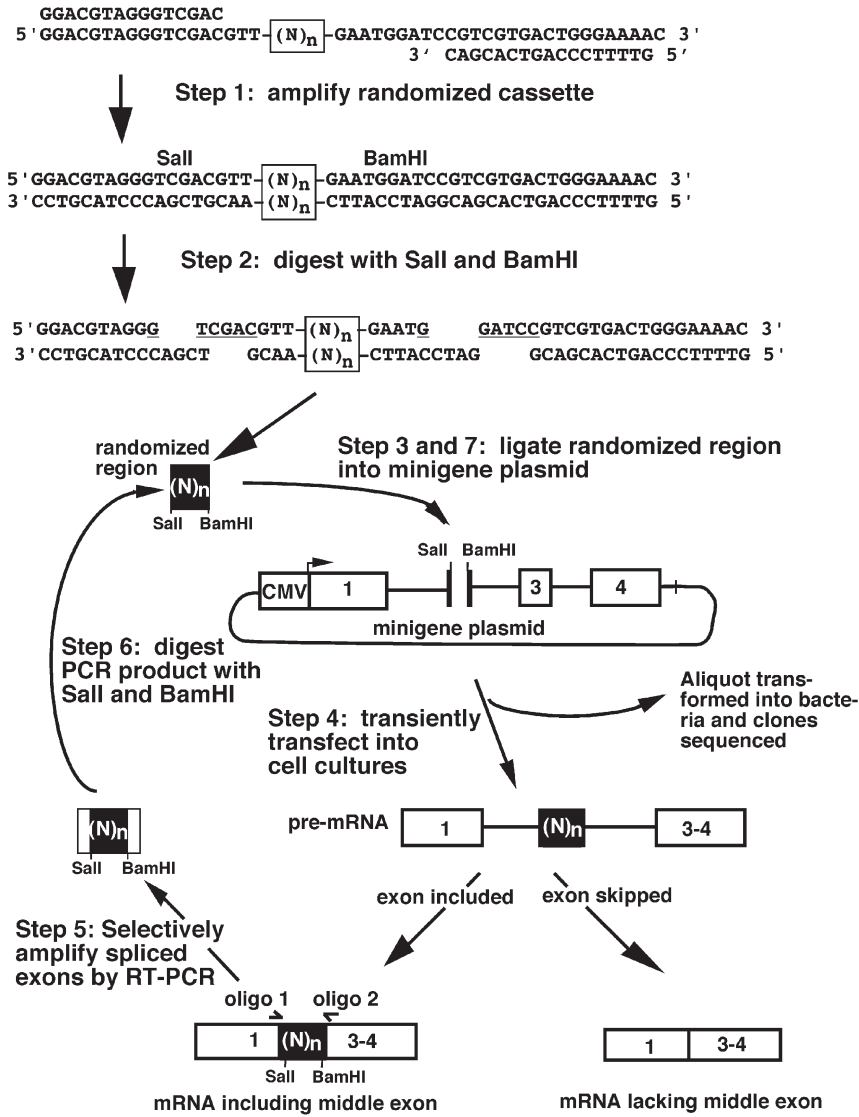 GGACGTAGGGTCGAC
5'GGACGTAGGGTCGACGTT-(N)n-GAATGGATCCGTCGTGACTGGGAAAAC 3'
3' CAGCACTGACCCTTTTG 5'
Step 1: amplify randomized cassette
SalI BamHI
5'GGACGTAGGGTCGACGTT-(N)n-GAATGGATCCGTCGTGACTGGGAAAAC 3'
3'CCTGCATCCCAGCTGCAA-(N)n-CTTACCTAGGCAGCACTGACCCTTTTG 5'
Step 2: digest with SalI and BamHI
5'GGACGTAGGG TCGACGTT-(N)n-GAATG GATCCGTCGTGACTGGGAAAAC 3'
3'CCTGCATCCCAGCT GCAA-(N)n-CTTACCTAG GCAGCACTGACCCTTTTG 5'
randomized
region
(N)n
SalI BamHI
Step 3 and 7: ligate randomized region
into minigene plasmid
SalI BamHI
CMV 1 3 4
minigene plasmid
Step 6: digest
PCR product with
SalI and BamHI
Step 4: transiently
transfect into
cell cultures
Aliquot trans-
formed into bacte-
ria and clones
sequenced
pre-mRNA 1 (N)n 3-4
(N)n
SalI BamHI
exon included exon skipped
Step 5: Selectively
amplify spliced
exons by RT-PCR
oligo 1 oligo 2
1 (N)n 3-4
SalI BamHI
mRNA including middle exon
1 3-4
mRNA lacking middle exon